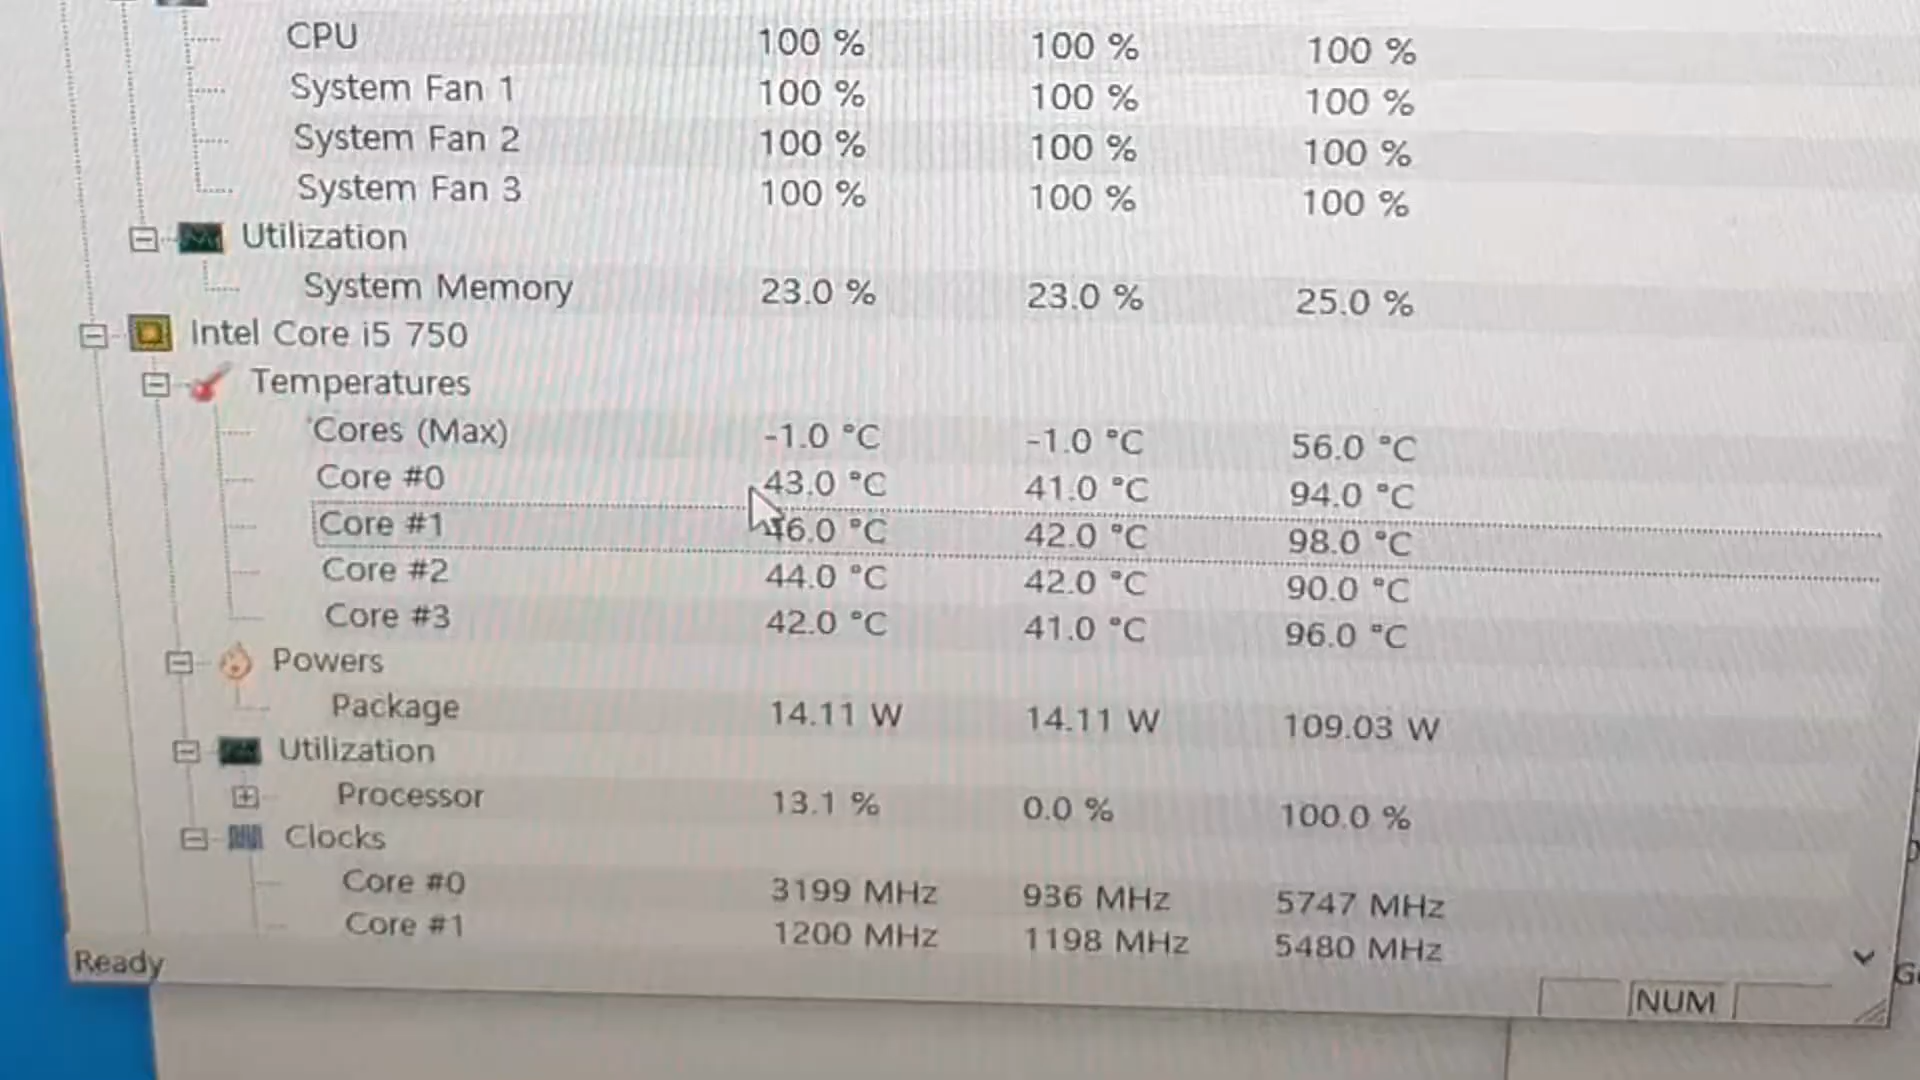 CPU 100 % 100 % 100 %
System Fan 1 100 % 100 % 100 %
System Fan 2 100 % 100 % 100 %
System Fan 3 100 % 100 % 100 %
Utilization
System Memory 23.0 % 23.0 % 25.0 %
Intel Core i5 750
Temperatures
Cores (Max) -1.0 °C -1.0 °C 56.0 °C
Core #0 43.0 °C 41.0 °C 94.0 °C
Core #1 46.0 °C 42.0 °C 98.0 °C
Core #2 44.0 °C 42.0 °C 90.0 °C
Core #3 42.0 °C 41.0 °C 96.0 °C
Powers
Package 14.11 W 14.11 W 109.03 W
Utilization
Processor 13.1 % 0.0 % 100.0 %
Clocks
Core #0 3199 MHz 936 MHz 5747 MHz
Core #1 1200 MHz 1198 MHz 5480 MHz
Ready
NUM